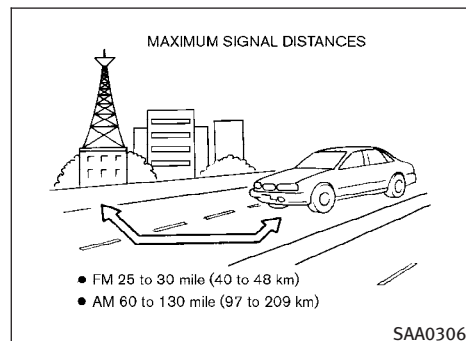 MAXIMUM SIGNAL DISTANCES
● FM 25 to 30 mile (40 to 48 km)
● AM 60 to 130 mile (97 to 209 km)
SAA0306